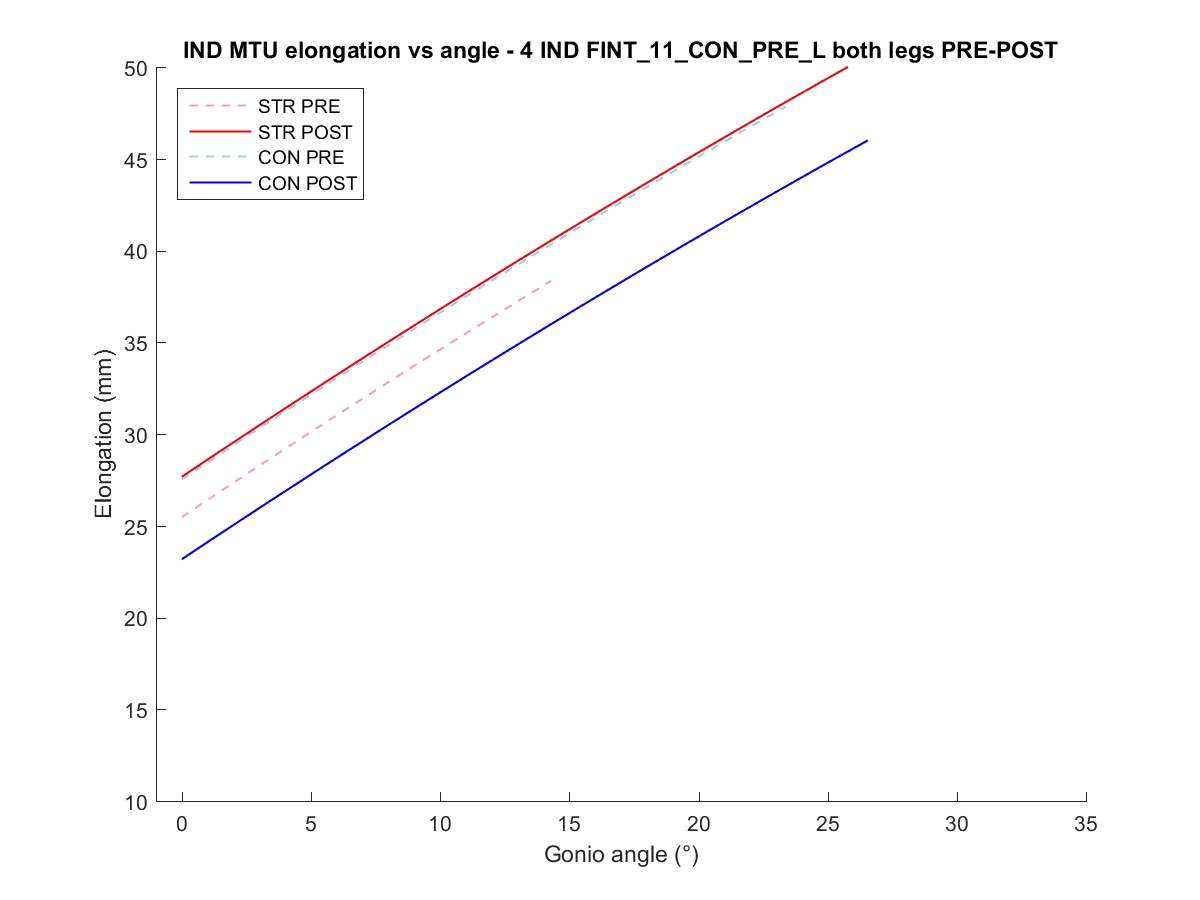 IND MTU elongation vs angle - 4 IND FINT_11_CON_PRE_L both legs PRE-POST
STR PRE
STR POST
CON PRE
CON POST
50
45
40
35
30
25
20
15
10
Elongation (mm)
0 5 10 15 20 25 30 35
Gonio angle (°)